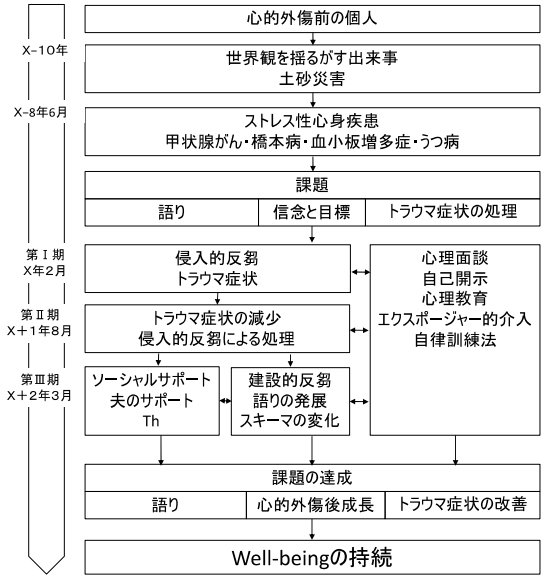 心的外傷前の個人
X-10年
世界観を揺るがす出来事
土砂災害
X-8年6月
ストレス性心身疾患
甲状腺がん・橋本病・血小板増多症・うつ病
課題
語り 信念と目標 トラウマ症状の処理
第Ⅰ期
X年2月
侵入的反芻
トラウマ症状
心理面談
自己開示
心理教育
エクスポージャー的介入
自律訓練法
第Ⅱ期
X+1年8月
トラウマ症状の減少
侵入的反芻による処理
第Ⅲ期
X+2年3月
ソーシャルサポート
夫のサポート
Th
建設的反芻
語りの発展
スキーマの変化
課題の達成
語り 心的外傷後成長 トラウマ症状の改善
Well-beingの持続